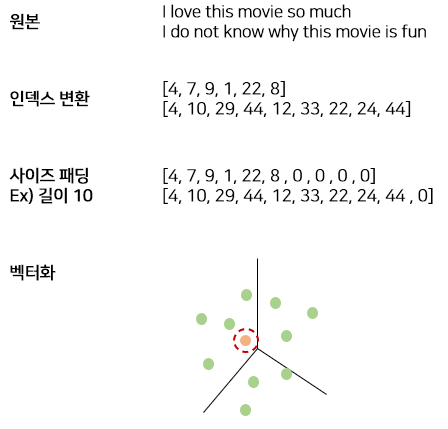 원본
I love this movie so much
I do not know why this movie is fun
인덱스 변환
[4, 7, 9, 1, 22, 8]
[4, 10, 29, 44, 12, 33, 22, 24, 44]
사이즈 패딩
Ex) 길이 10
[4, 7, 9, 1, 22, 8 , 0 , 0 , 0 , 0]
[4, 10, 29, 44, 12, 33, 22, 24, 44 , 0]
벡터화